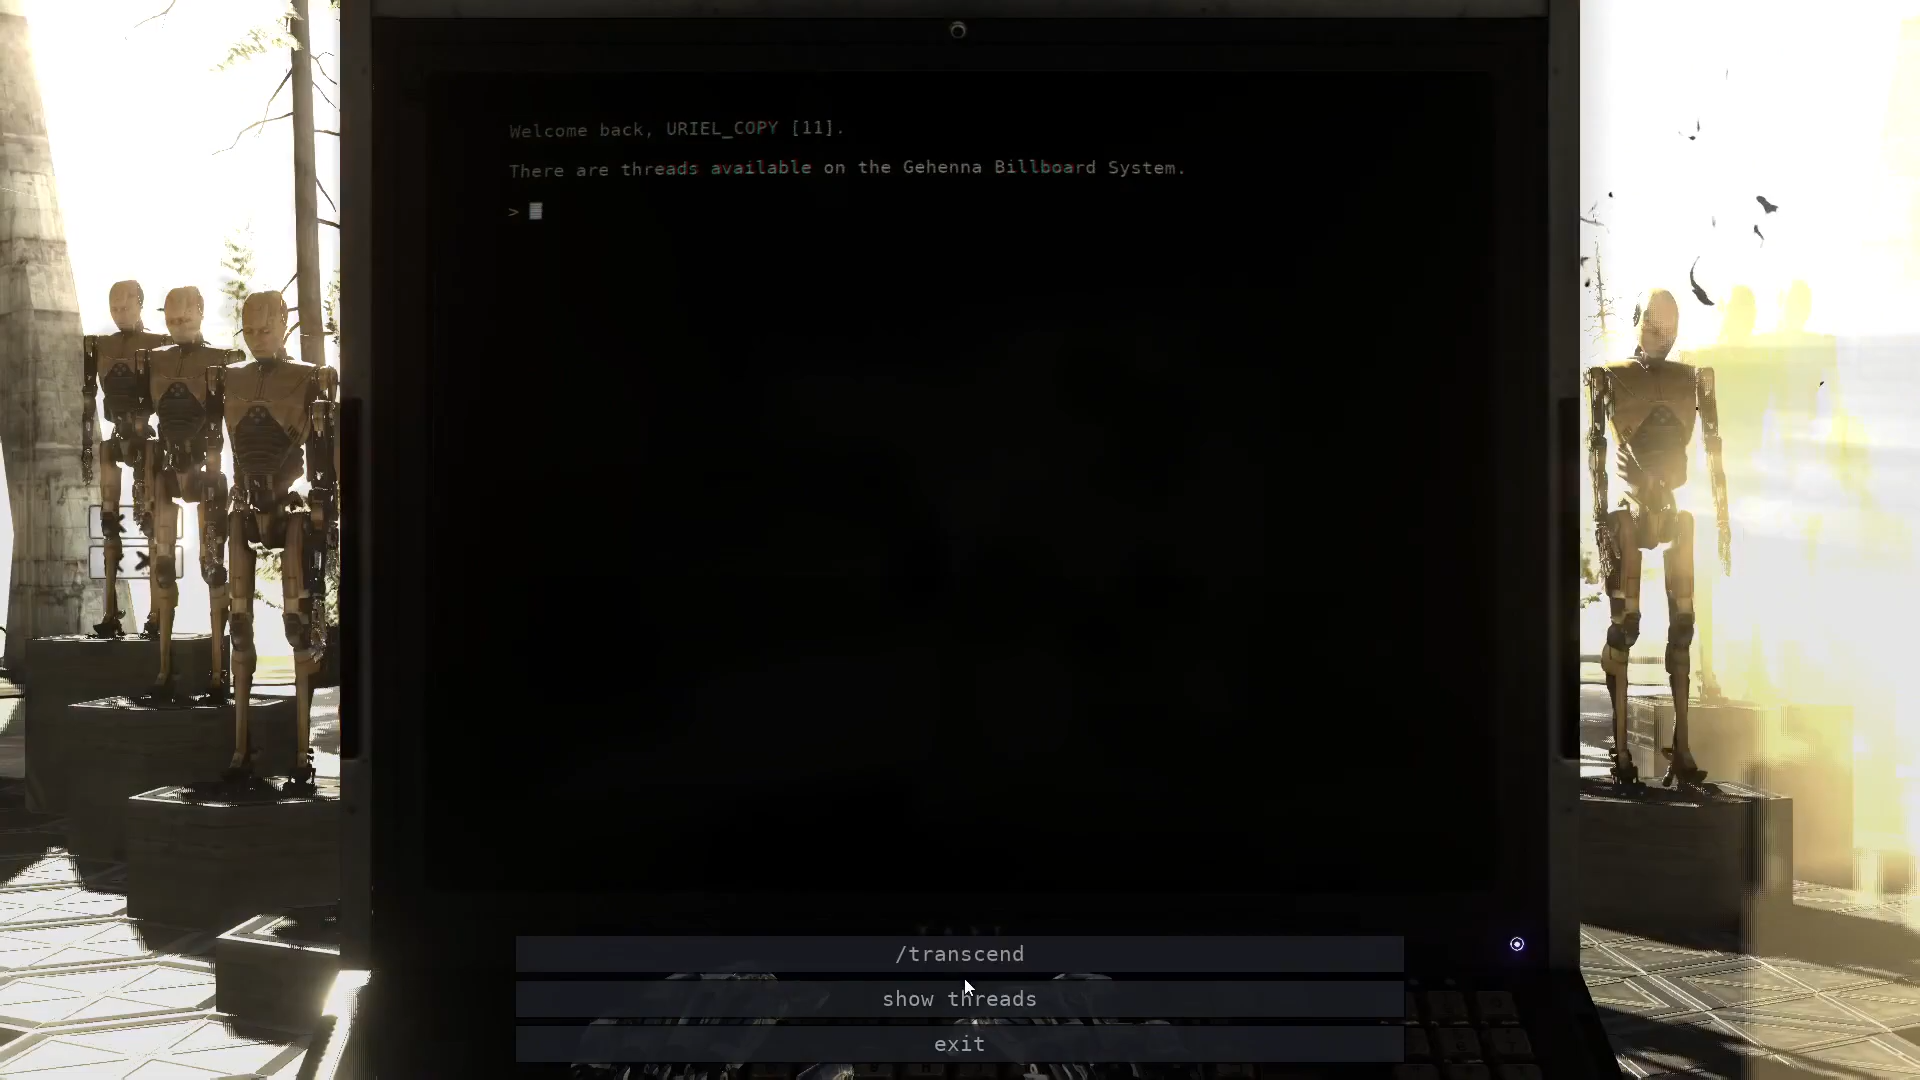 Welcome back, URIEL_COPY [11].
There are threads available on the Gehenna Billboard System.
>
/transcend
show threads
exit